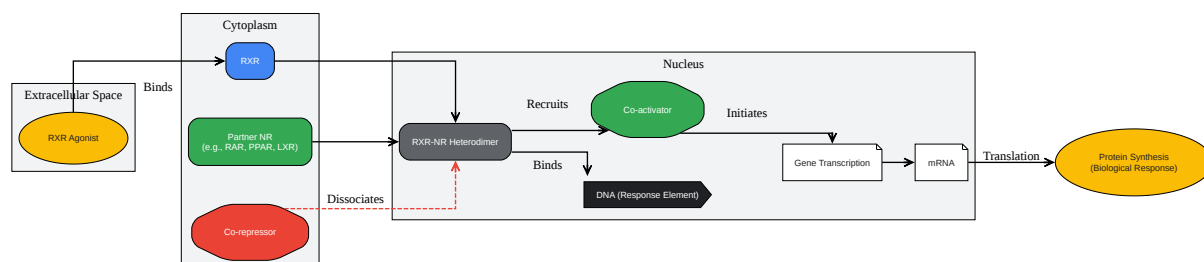 Extracellular Space
RXR Agonist
Binds
Cytoplasm
RXR
Partner NR
(e.g., RAR, PPAR, LXR)
Co-repressor
Dissociates
Nucleus
RXR-NR Heterodimer
Recruits
Co-activator
Binds
DNA (Response Element)
Initiates
Gene Transcription
mRNA
Translation
Protein Synthesis
(Biological Response)